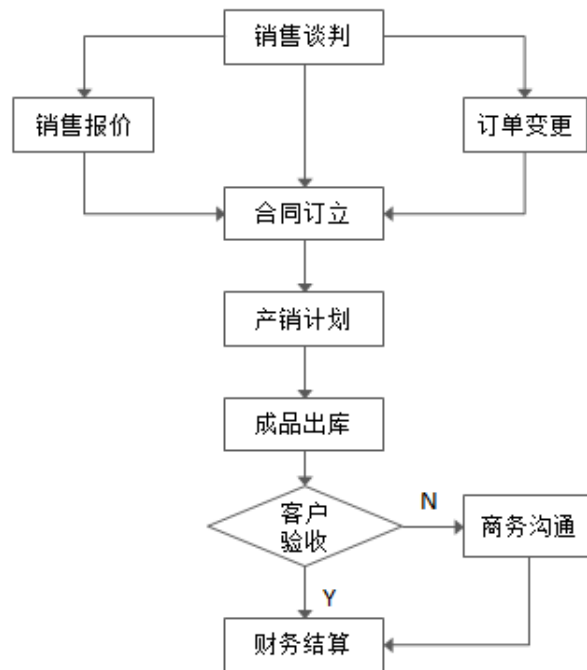 销售谈判
销售报价
订单变更
合同订立
产销计划
成品出库
客户
验收
N
商务沟通
Y
财务结算